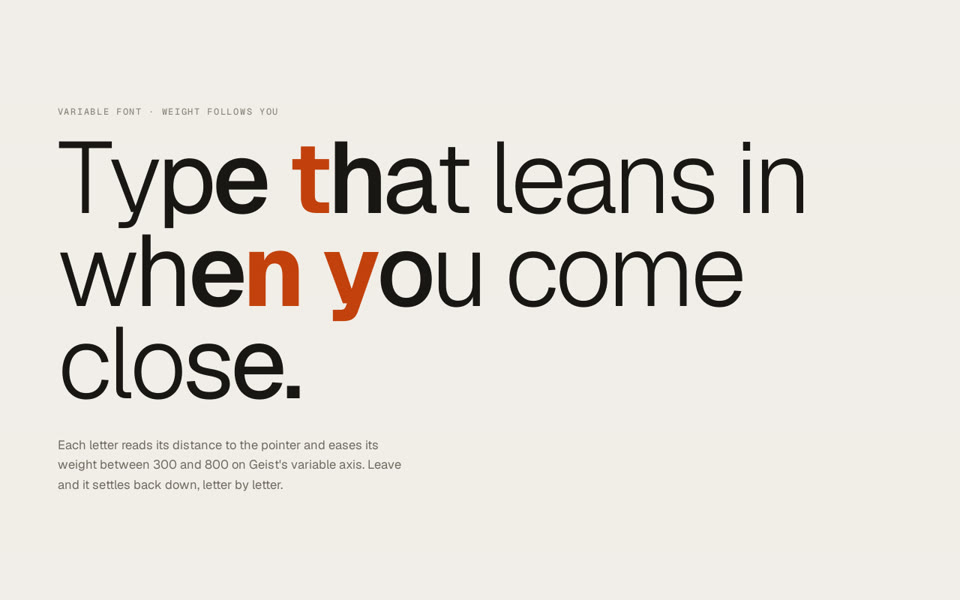 VARIABLE FONT · WEIGHT FOLLOWS YOU
Type that leans in
when you come
close.
Each letter reads its distance to the pointer and eases its
weight between 300 and 800 on Geist's variable axis. Leave
and it settles back down, letter by letter.